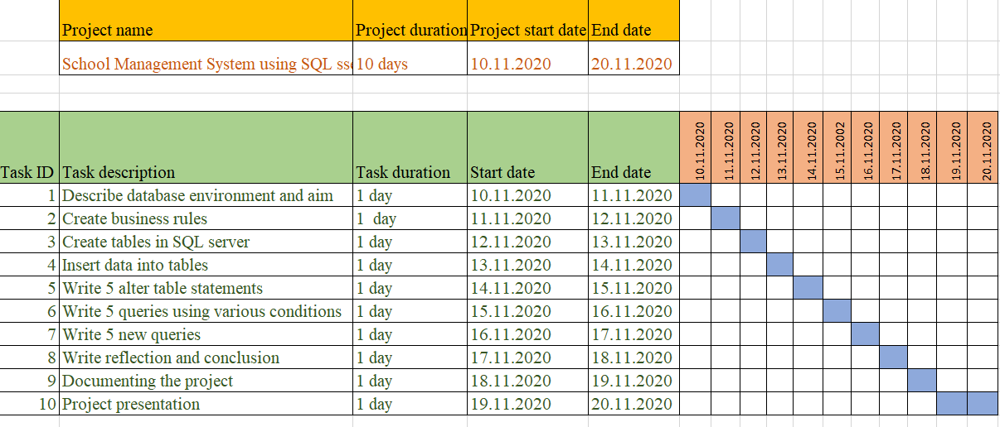 Project name Project duration Project start date End date
School Management System using SQL sse 10 days 10.11.2020 20.11.2020
Task ID Task description Task duration Start date End date 10.11.2020 11.11.2020 12.11.2020 13.11.2020 14.11.2020 15.11.2002 16.11.2020 17.11.2020 18.11.2020 19.11.2020 20.11.2020
1 Describe database environment and aim 1 day 10.11.2020 11.11.2020
2 Create business rules 1 day 11.11.2020 12.11.2020
3 Create tables in SQL server 1 day 12.11.2020 13.11.2020
4 Insert data into tables 1 day 13.11.2020 14.11.2020
5 Write 5 alter table statements 1 day 14.11.2020 15.11.2020
6 Write 5 queries using various conditions 1 day 15.11.2020 16.11.2020
7 Write 5 new queries 1 day 16.11.2020 17.11.2020
8 Write reflection and conclusion 1 day 17.11.2020 18.11.2020
9 Documenting the project 1 day 18.11.2020 19.11.2020
10 Project presentation 1 day 19.11.2020 20.11.2020